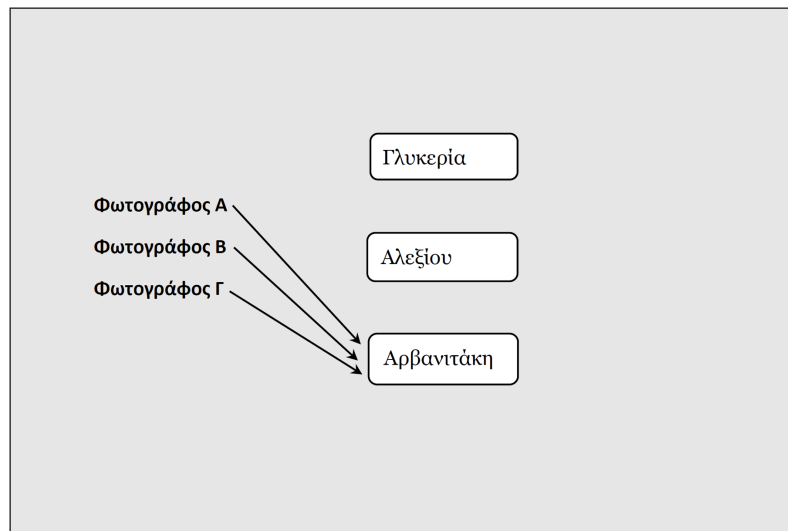 Γλυκερία
Φωτογράφος Α
Φωτογράφος Β
Αλεξίου
Φωτογράφος Γ
Αρβανιτάκη